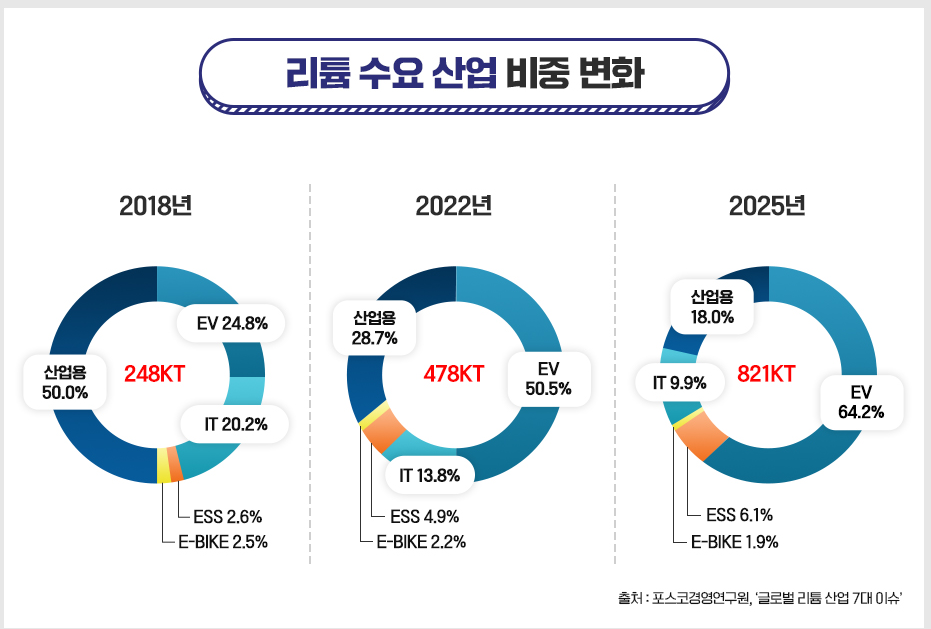 리튬 수요 산업 비중 변화
2018년
EV 24.8%
산업용
50.0%
248KT
IT 20.2%
ESS 2.6%
E-BIKE 2.5%
2022년
산업용
28.7%
478KT
EV
50.5%
IT 13.8%
ESS 4.9%
E-BIKE 2.2%
2025년
산업용
18.0%
IT 9.9%
821KT
EV
64.2%
ESS 6.1%
E-BIKE 1.9%
출처 : 포스코경영연구원, ‘글로벌 리튬 산업 7대 이슈’